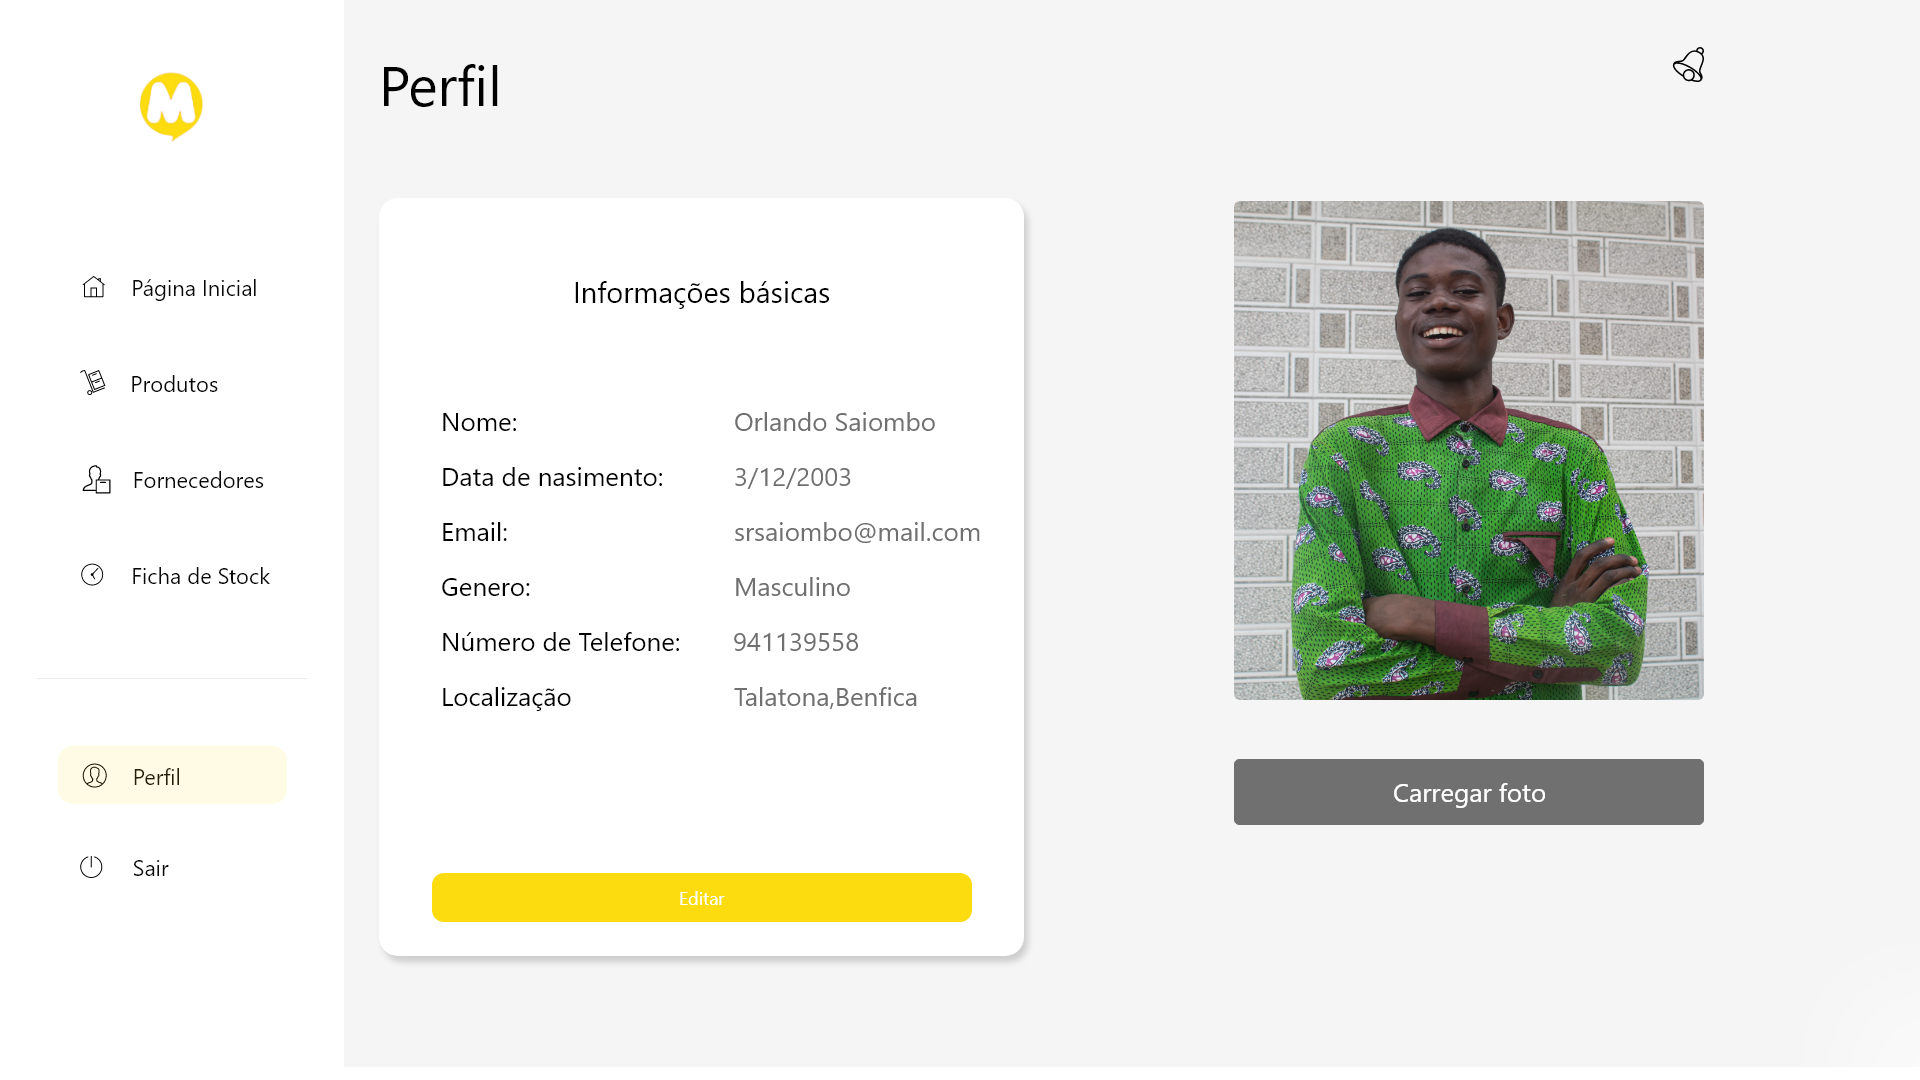 M
Perfil
Página Inicial
Produtos
Fornecedores
Ficha de Stock
Perfil
Sair
Informações básicas
Nome: Orlando Saiombo
Data de nasimento: 3/12/2003
Email: srsaiombo@mail.com
Genero: Masculino
Número de Telefone: 941139558
Localização Talatona,Benfica
Editar
Carregar foto